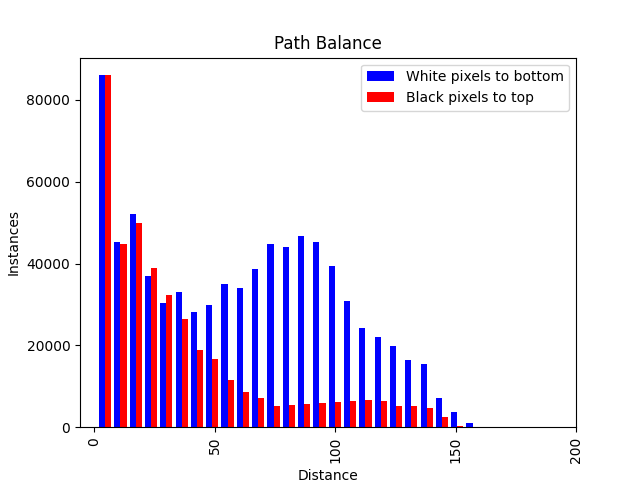 Path Balance
White pixels to bottom
Black pixels to top
Instances
80000
60000
40000
20000
0
0
50
100
150
200
Distance